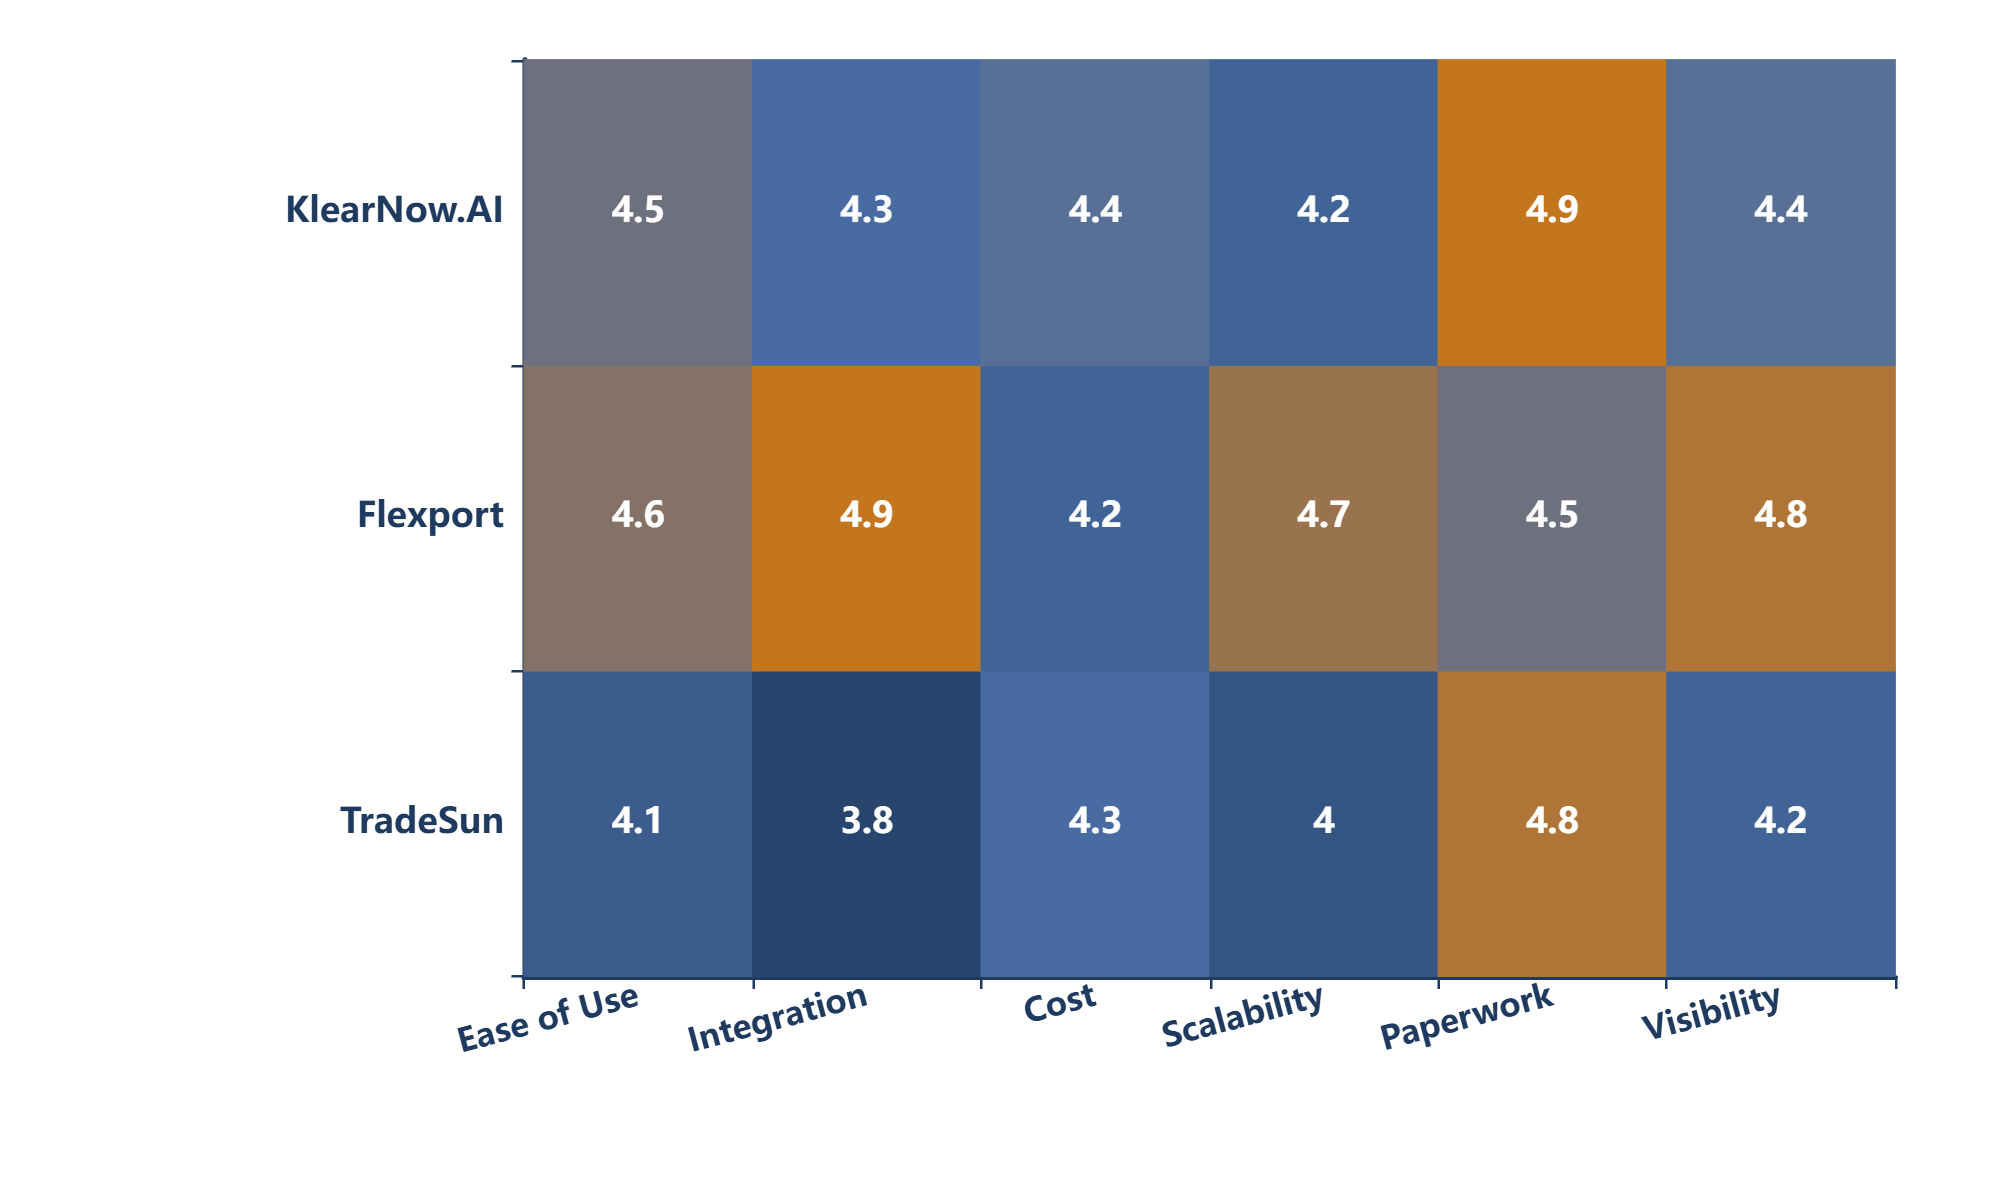 KlearNow.AI 4.5 4.3 4.4 4.2 4.9 4.4
Flexport 4.6 4.9 4.2 4.7 4.5 4.8
TradeSun 4.1 3.8 4.3 4 4.8 4.2
Ease of Use Integration Cost Scalability Paperwork Visibility